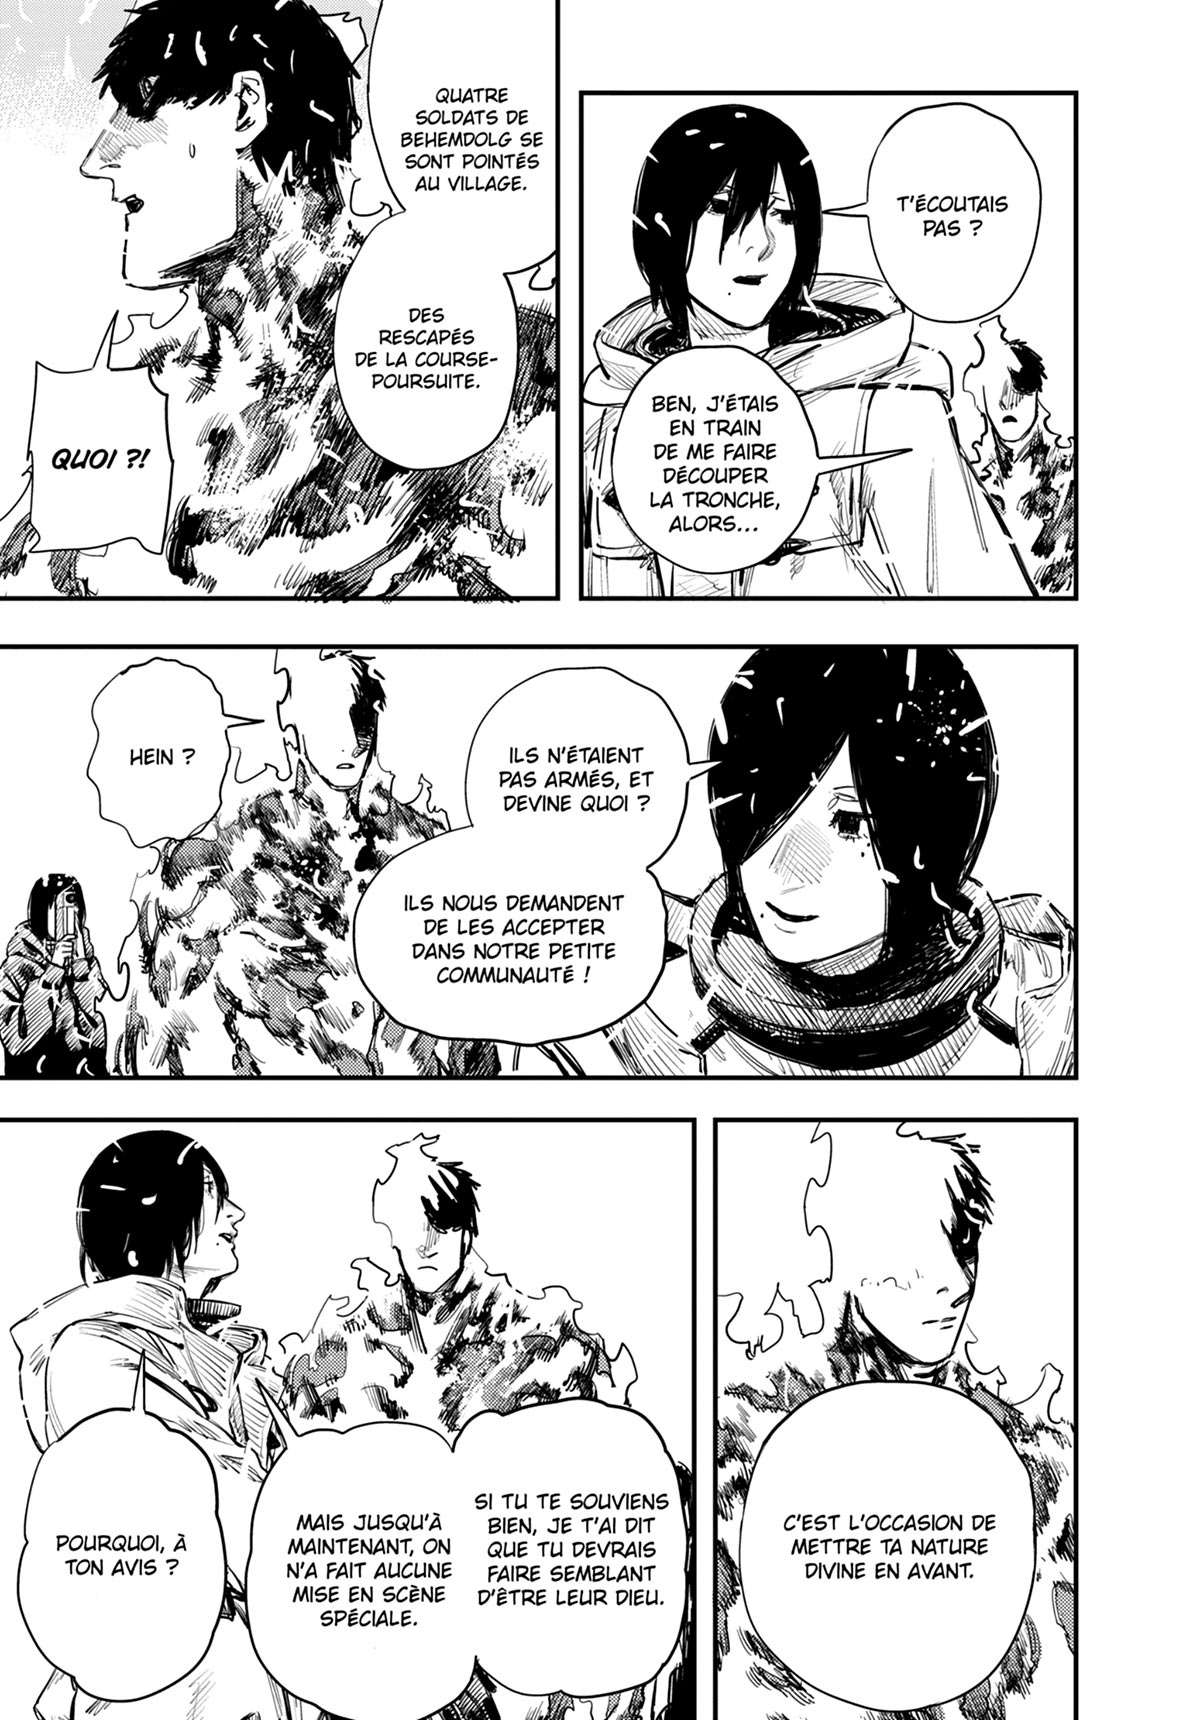 T'ÉCOUTAIS
PAS ?
BEN, J'ÉTAIS
EN TRAIN
DE ME FAIRE
DÉCOUPER
LA TRONCHE,
ALORS...
QUATRE
SOLDATS DE
BEHEMDOLG SE
SONT POINTÉS
AU VILLAGE.
DES
RESCAPÉS
DE LA COURSE-
POURSUITE.
QUOI ?!
ILS N'ÉTAIENT
PAS ARMÉS, ET
DEVINE QUOI ?
ILS NOUS DEMANDENT
DE LES ACCEPTER
DANS NOTRE PETITE
COMMUNAUTÉ !
HEIN ?
C'EST L'OCCASION DE
METTRE TA NATURE
DIVINE EN AVANT.
SI TU TE SOUVIENS
BIEN, JE T'AI DIT
QUE TU DEVRAIS
FAIRE SEMBLANT
D'ÊTRE LEUR DIEU.
MAIS JUSQU'À
MAINTENANT, ON
N'A FAIT AUCUNE
MISE EN SCÈNE
SPÉCIALE.
POURQUOI, À
TON AVIS ?